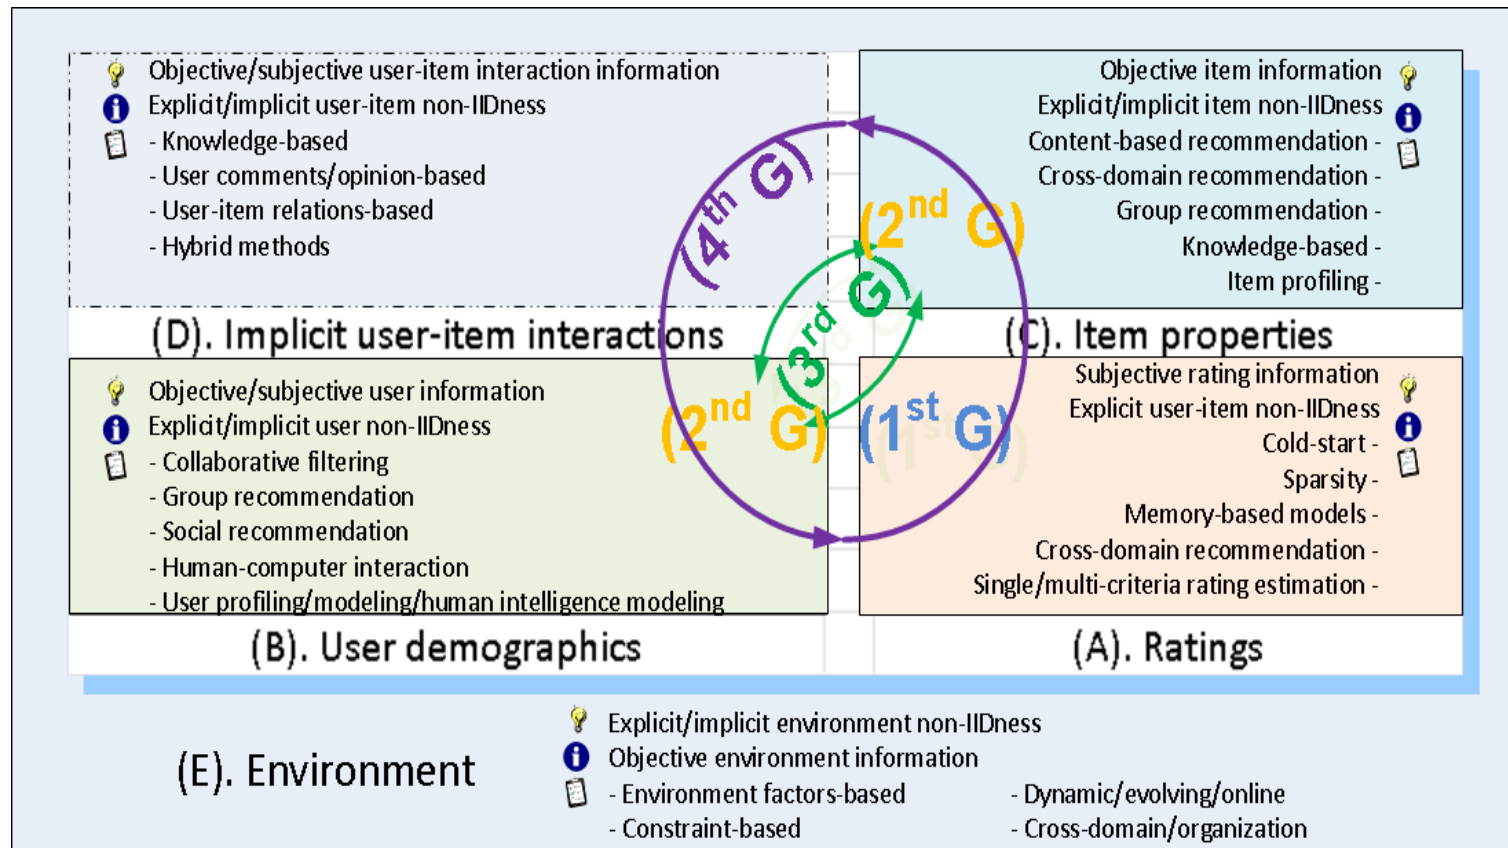 Objective/subjective user-item interaction information
Explicit/implicit user-item non-IIDness
- Knowledge-based
- User comments/opinion-based
- User-item relations-based
- Hybrid methods
(D). Implicit user-item interactions
Objective item information
Explicit/implicit item non-IIDness
Content-based recommendation -
Cross-domain recommendation -
Group recommendation -
Knowledge-based -
Item profiling -
(C). Item properties
(4th G)
(2nd G)
(3rd G)
(2nd G)
(1st G)
Objective/subjective user information
Explicit/implicit user non-IIDness
- Collaborative filtering
- Group recommendation
- Social recommendation
- Human-computer interaction
- User profiling/modeling/human intelligence modeling
(B). User demographics
Subjective rating information
Explicit user-item non-IIDness
Cold-start -
Sparsity -
Memory-based models -
Cross-domain recommendation -
Single/multi-criteria rating estimation -
(A). Ratings
(E). Environment
Explicit/implicit environment non-IIDness
Objective environment information
- Environment factors-based
- Dynamic/evolving/online
- Constraint-based
- Cross-domain/organization